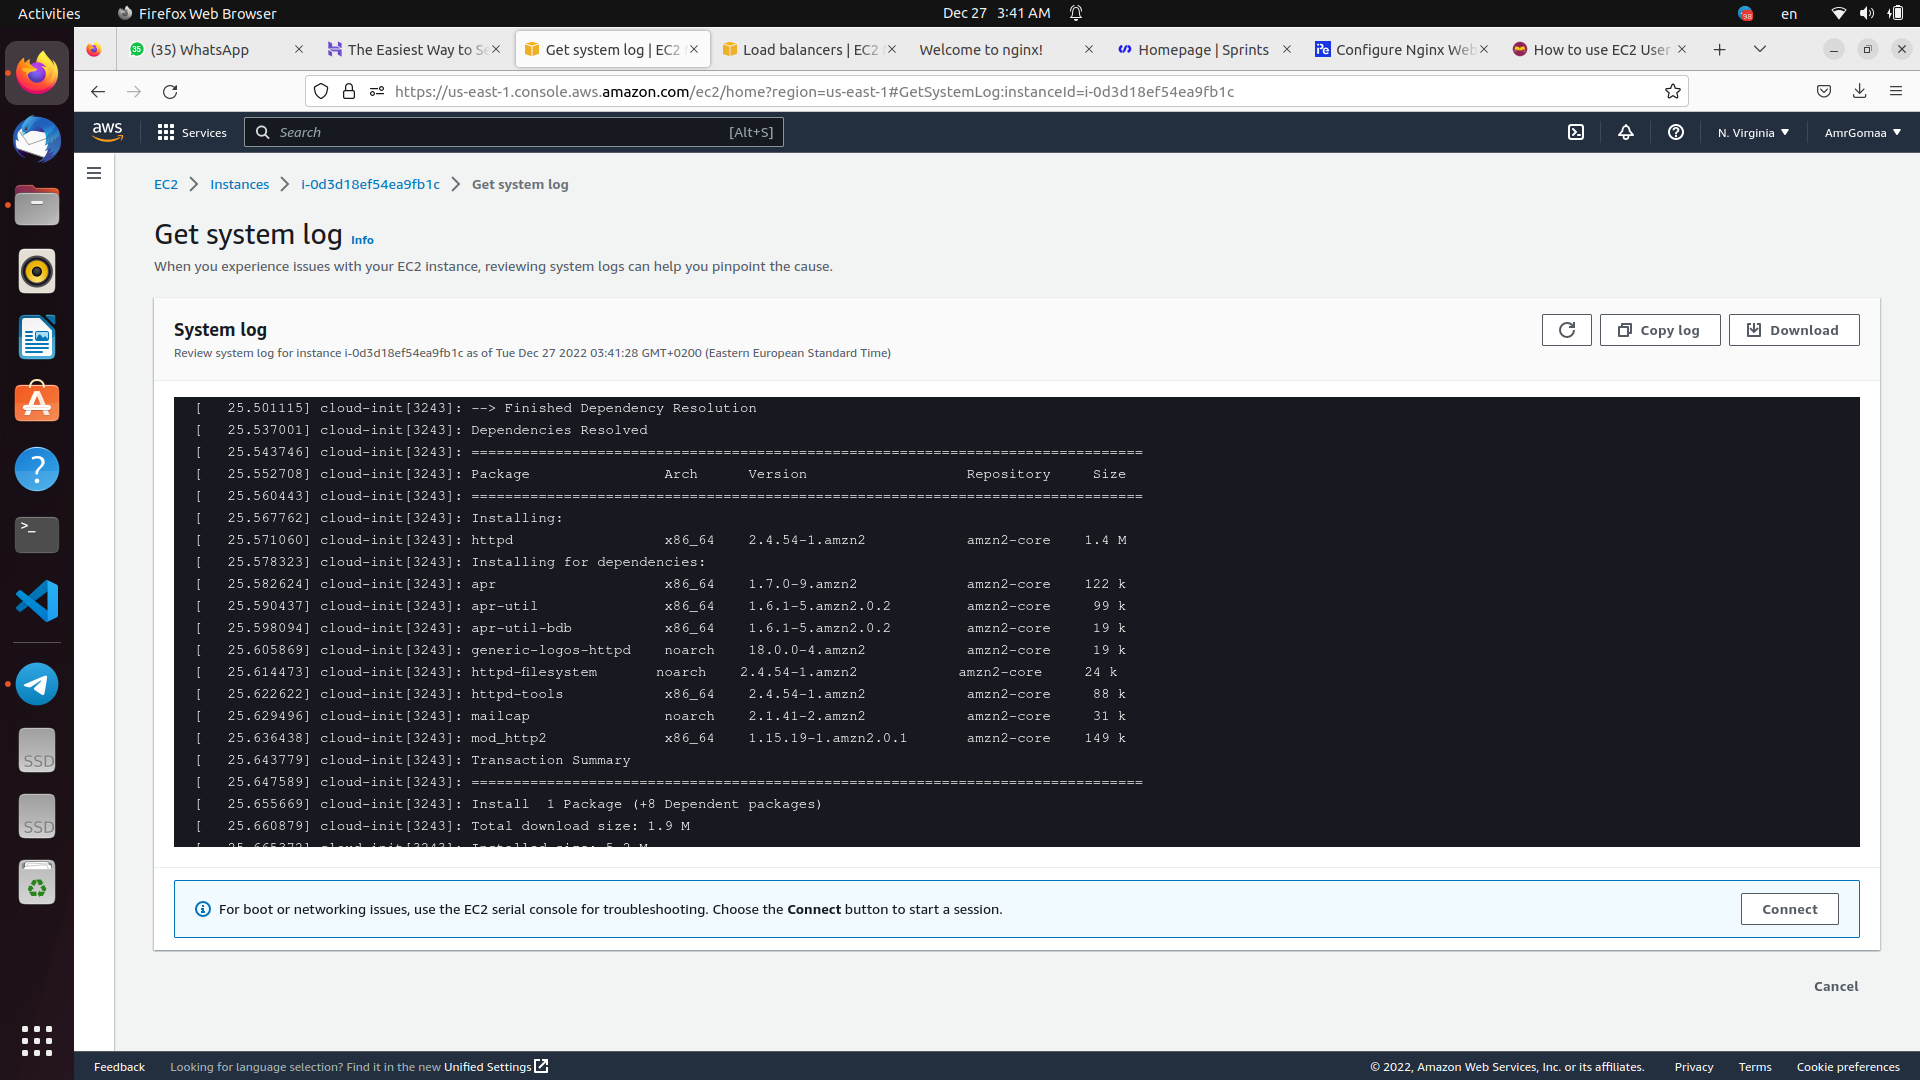 Activities
Firefox Web Browser
Dec 27 3:41 AM
en
(35) WhatsApp
The Easiest Way to Se
Get system log | EC2
Load balancers | EC2
Welcome to nginx!
Homepage | Sprints
Configure Nginx Web
How to use EC2 User
https://us-east-1.console.aws.amazon.com/ec2/home?region=us-east-1#GetSystemLog:instanceId=i-0d3d18ef54ea9fb1c
aws
Services
Search
[Alt+S]
N. Virginia
AmrGomaa
EC2 > Instances > i-0d3d18ef54ea9fb1c > Get system log
Get system log Info
When you experience issues with your EC2 instance, reviewing system logs can help you pinpoint the cause.
System log
Review system log for instance i-0d3d18ef54ea9fb1c as of Tue Dec 27 2022 03:41:28 GMT+0200 (Eastern European Standard Time)
Copy log
Download
[ 25.501115] cloud-init[3243]: --> Finished Dependency Resolution
[ 25.537001] cloud-init[3243]: Dependencies Resolved
[ 25.543746] cloud-init[3243]: ================================================================================
[ 25.552708] cloud-init[3243]: Package Arch Version Repository Size
[ 25.560443] cloud-init[3243]: ================================================================================
[ 25.567762] cloud-init[3243]: Installing:
[ 25.571060] cloud-init[3243]: httpd x86_64 2.4.54-1.amzn2 amzn2-core 1.4 M
[ 25.578323] cloud-init[3243]: Installing for dependencies:
[ 25.582624] cloud-init[3243]: apr x86_64 1.7.0-9.amzn2 amzn2-core 122 k
[ 25.590437] cloud-init[3243]: apr-util x86_64 1.6.1-5.amzn2.0.2 amzn2-core 99 k
[ 25.598094] cloud-init[3243]: apr-util-bdb x86_64 1.6.1-5.amzn2.0.2 amzn2-core 19 k
[ 25.605869] cloud-init[3243]: generic-logos-httpd noarch 18.0.0-4.amzn2 amzn2-core 19 k
[ 25.614473] cloud-init[3243]: httpd-filesystem noarch 2.4.54-1.amzn2 amzn2-core 24 k
[ 25.622622] cloud-init[3243]: httpd-tools x86_64 2.4.54-1.amzn2 amzn2-core 88 k
[ 25.629496] cloud-init[3243]: mailcap noarch 2.1.41-2.amzn2 amzn2-core 31 k
[ 25.636438] cloud-init[3243]: mod_http2 x86_64 1.15.19-1.amzn2.0.1 amzn2-core 149 k
[ 25.643779] cloud-init[3243]: Transaction Summary
[ 25.647589] cloud-init[3243]: ================================================================================
[ 25.655669] cloud-init[3243]: Install 1 Package (+8 Dependent packages)
[ 25.660879] cloud-init[3243]: Total download size: 1.9 M
[ 25.665372] cloud-init[3243]: Installed size: 5.2 M
For boot or networking issues, use the EC2 serial console for troubleshooting. Choose the Connect button to start a session.
Connect
Cancel
SSD
SSD
Feedback
Looking for language selection? Find it in the new Unified Settings
© 2022, Amazon Web Services, Inc. or its affiliates.
Privacy
Terms
Cookie preferences